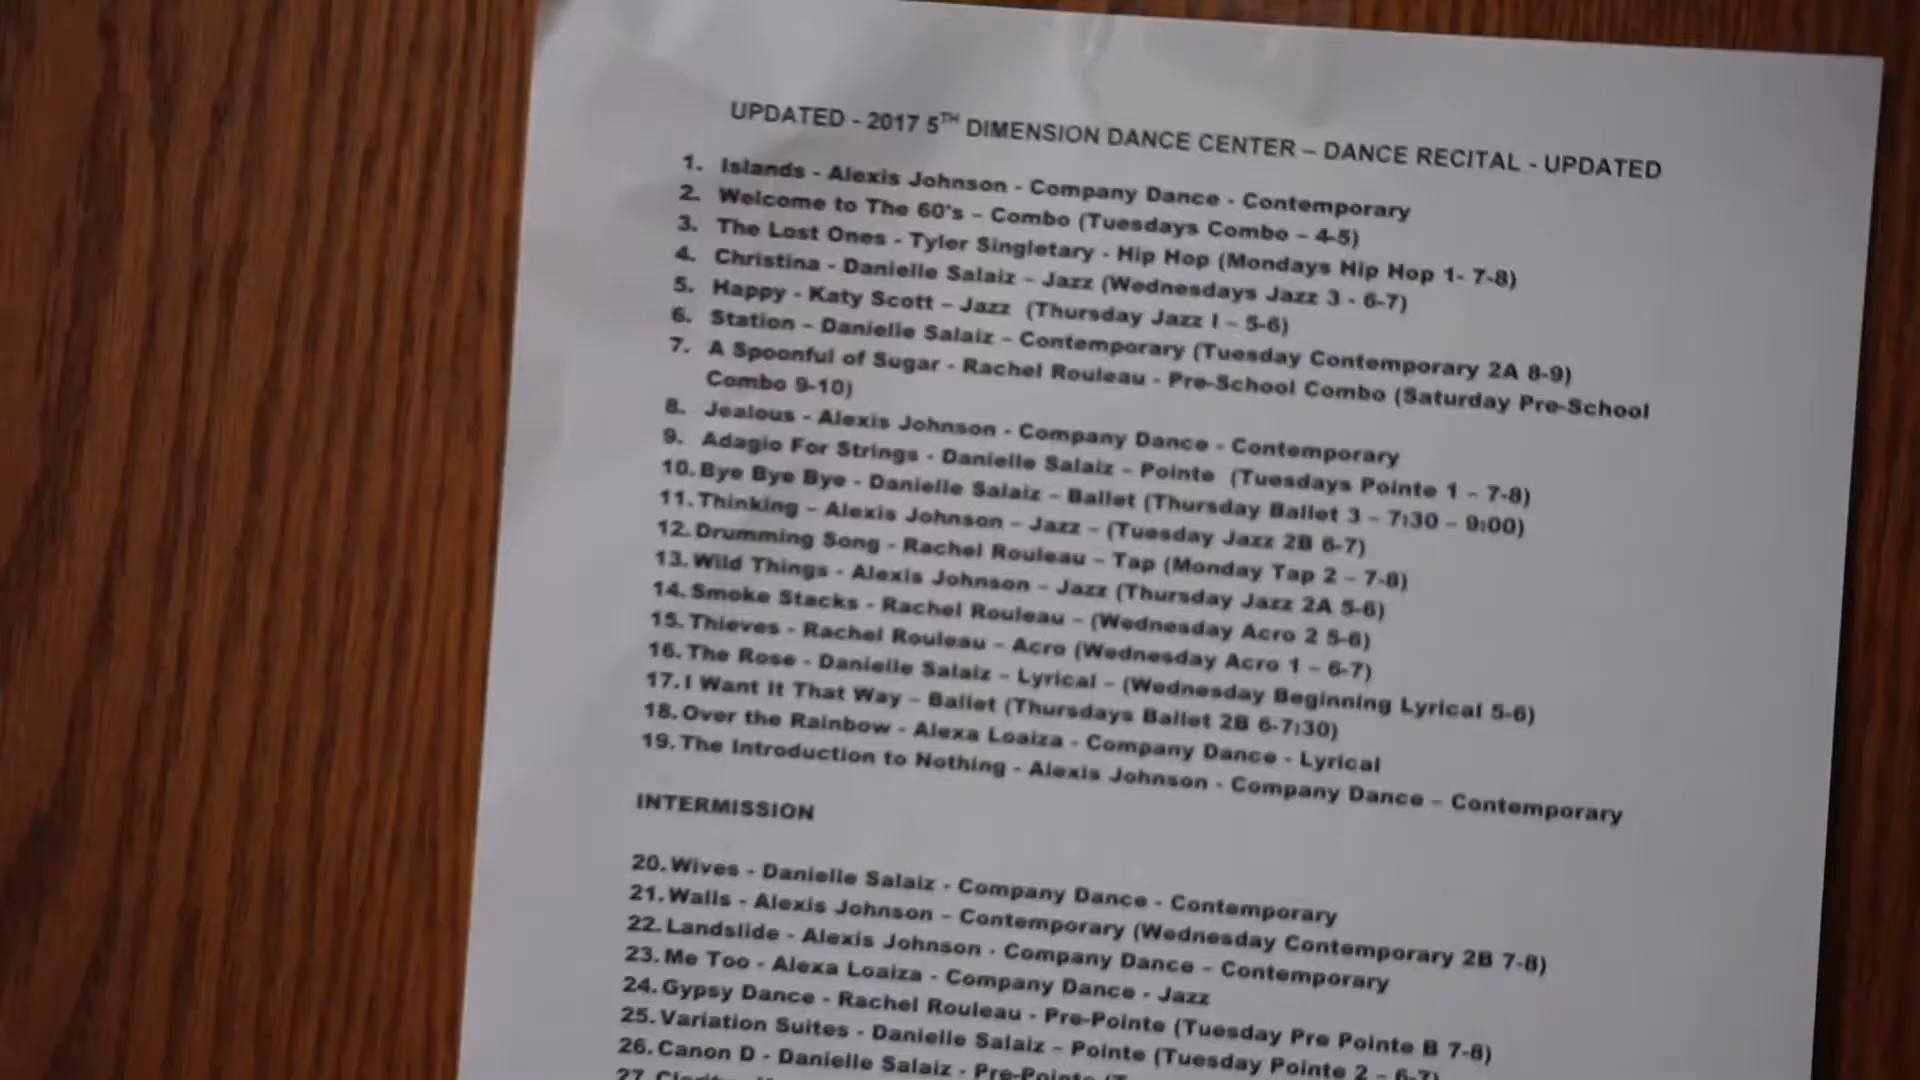 UPDATED - 2017 5TH DIMENSION DANCE CENTER – DANCE RECITAL - UPDATED
1. Islands - Alexis Johnson - Company Dance - Contemporary
2. Welcome to The 60's – Combo (Tuesdays Combo – 4-5)
3. The Lost Ones - Tyler Singletary - Hip Hop (Mondays Hip Hop 1- 7-8)
4. Christina - Danielle Salaiz – Jazz (Wednesdays Jazz 3 - 6-7)
5. Happy - Katy Scott – Jazz (Thursday Jazz I – 5-6)
6. Station – Danielle Salaiz – Contemporary (Tuesday Contemporary 2A 8-9)
7. A Spoonful of Sugar - Rachel Rouleau - Pre-School Combo (Saturday Pre-School
Combo 9-10)
8. Jealous - Alexis Johnson - Company Dance - Contemporary
9. Adagio For Strings - Danielle Salaiz – Pointe (Tuesdays Pointe 1 – 7-8)
10. Bye Bye Bye - Danielle Salaiz – Ballet (Thursday Ballet 3 – 7:30 – 9:00)
11. Thinking – Alexis Johnson – Jazz – (Tuesday Jazz 2B 6-7)
12. Drumming Song - Rachel Rouleau – Tap (Monday Tap 2 – 7-8)
13. Wild Things - Alexis Johnson – Jazz (Thursday Jazz 2A 5-6)
14. Smoke Stacks - Rachel Rouleau – (Wednesday Acro 2 5-6)
15. Thieves - Rachel Rouleau – Acro (Wednesday Acro 1 – 6-7)
16. The Rose - Danielle Salaiz – Lyrical – (Wednesday Beginning Lyrical 5-6)
17. I Want It That Way – Ballet (Thursdays Ballet 2B 6-7:30)
18. Over the Rainbow - Alexa Loaiza - Company Dance - Lyrical
19. The Introduction to Nothing - Alexis Johnson - Company Dance – Contemporary
INTERMISSION
20. Wives - Danielle Salaiz - Company Dance - Contemporary
21. Walls - Alexis Johnson – Contemporary (Wednesday Contemporary 2B 7-8)
22. Landslide - Alexis Johnson - Company Dance – Contemporary
23. Me Too - Alexa Loaiza - Company Dance - Jazz
24. Gypsy Dance - Rachel Rouleau - Pre-Pointe (Tuesday Pre Pointe B 7-8)
25. Variation Suites - Danielle Salaiz – Pointe (Tuesday Pointe 2 – 6-7)
26. Canon D - Danielle Salaiz - Pre-Pointe
27.